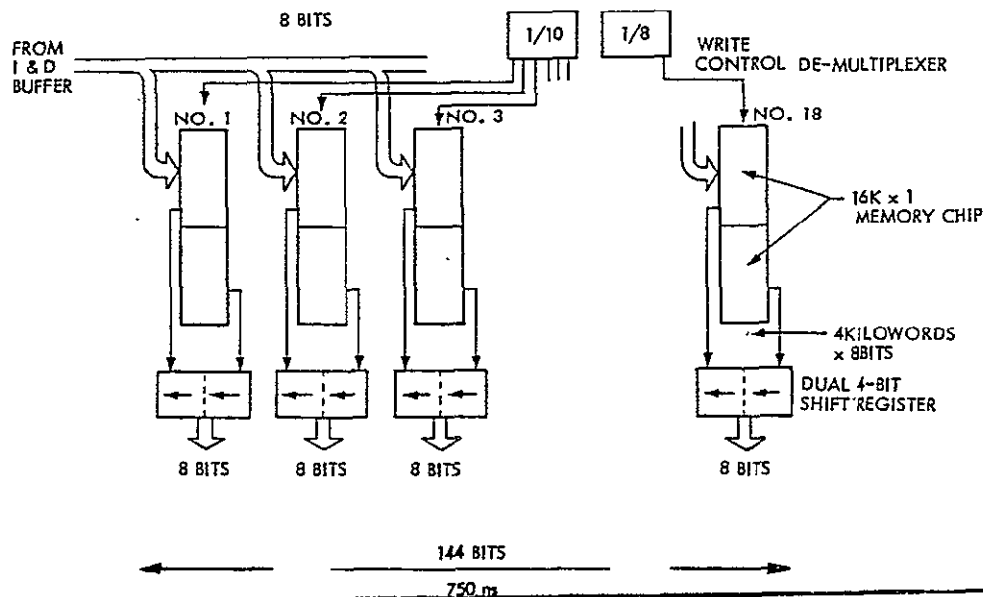 8 BITS
1/10
1/8
FROM
I & D
BUFFER
WRITE
CONTROL DE-MULTIPLEXER
NO. 1
NO. 2
NO. 3
NO. 18
16K x 1
MEMORY CHIP
4KILOWORDS
x 8BITS
DUAL 4-BIT
SHIFT REGISTER
8 BITS
8 BITS
8 BITS
8 BITS
144 BITS
750 ns